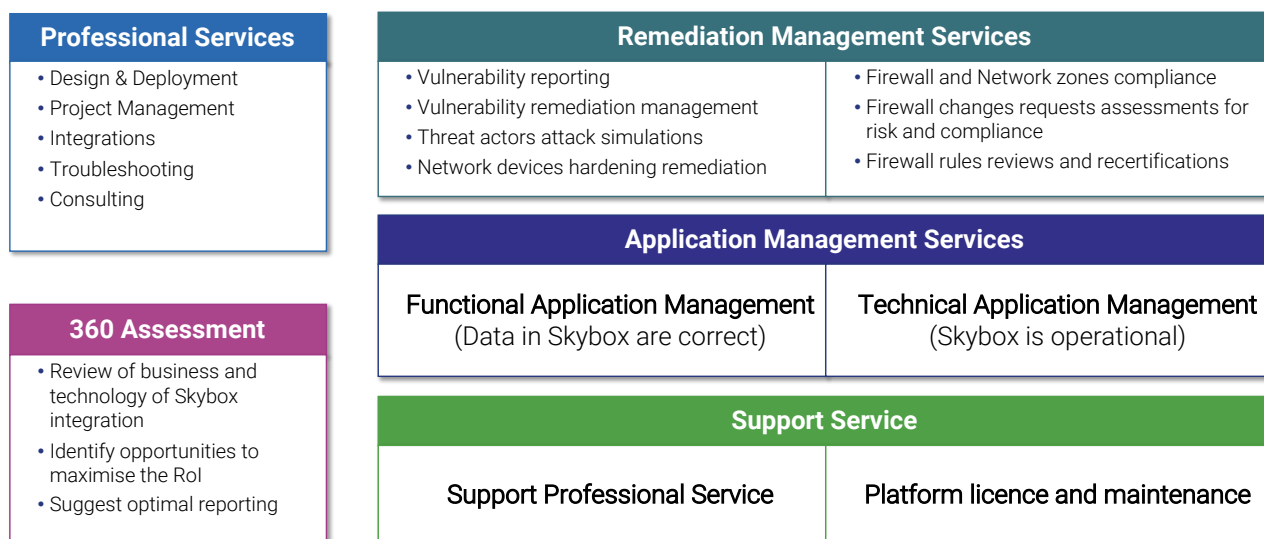 Professional Services
• Design & Deployment
• Project Management
• Integrations
• Troubleshooting
• Consulting
360 Assessment
• Review of business and
technology of Skybox
integration
• Identify opportunities to
maximise the RoI
• Suggest optimal reporting
Remediation Management Services
• Vulnerability reporting
• Vulnerability remediation management
• Threat actors attack simulations
• Network devices hardening remediation
• Firewall and Network zones compliance
• Firewall changes requests assessments for
risk and compliance
• Firewall rules reviews and recertifications
Application Management Services
Functional Application Management
(Data in Skybox are correct)
Technical Application Management
(Skybox is operational)
Support Service
Support Professional Service
Platform licence and maintenance